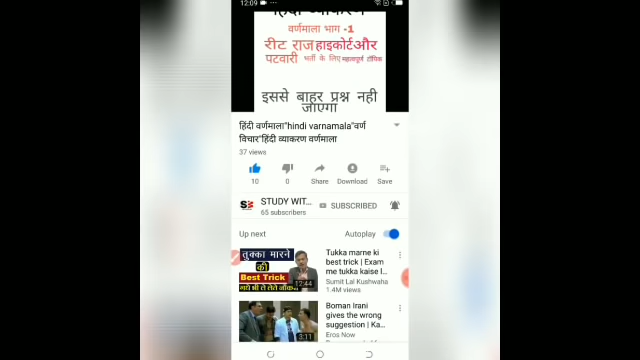 12:09
हिंदी व्याकरण
वर्णमाला भाग -1
रीट राज हाइकोर्ट और
पटवारी भर्ती के लिए महत्वपूर्ण टॉपिक
इससे बाहर प्रश्न नही
जाएगा
हिंदी वर्णमाला"hindi varnamala"वर्ण
विचार"हिंदी व्याकरण वर्णमाला
37 views
10 0 Share Download Save
STUDY WIT... SUBSCRIBED
65 subscribers
Up next Autoplay
तुक्का मारने
की
Best Trick
12:44
Tukka marne ki
best trick | Exam
me tukka kaise l...
Sumit Lal Kushwaha
1.4M views
3:11
Boman Irani
gives the wrong
suggestion | Ka...
Eros Now